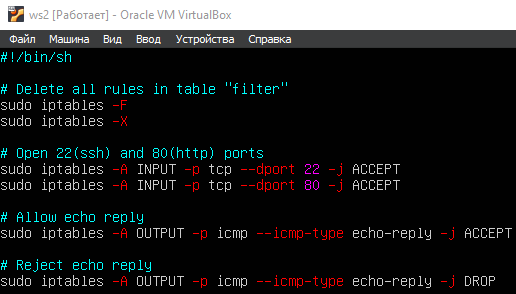 ws2 [Работает] - Oracle VM VirtualBox
Файл Машина Вид Ввод Устройства Справка
#!/bin/sh
# Delete all rules in table "filter"
sudo iptables -F
sudo iptables -X
# Open 22(ssh) and 80(http) ports
sudo iptables -A INPUT -p tcp --dport 22 -j ACCEPT
sudo iptables -A INPUT -p tcp --dport 80 -j ACCEPT
# Allow echo reply
sudo iptables -A OUTPUT -p icmp --icmp-type echo-reply -j ACCEPT
# Reject echo reply
sudo iptables -A OUTPUT -p icmp --icmp-type echo-reply -j DROP